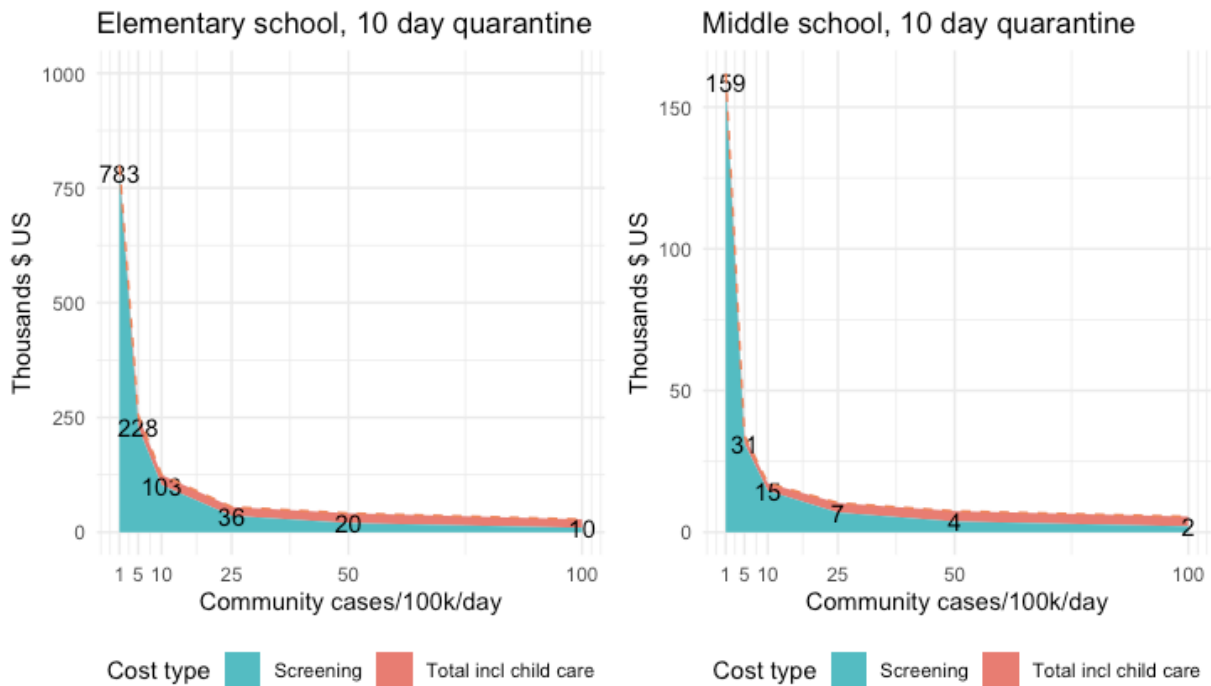 Elementary school, 10 day quarantine
Thousands $ US
1000
750
500
250
0
783
228
103
36
20
10
1 5 10 25 50 100
Community cases/100k/day
Cost type Screening Total incl child care
Middle school, 10 day quarantine
Thousands $ US
150
100
50
0
159
31
15
7
4
2
1 5 10 25 50 100
Community cases/100k/day
Cost type Screening Total incl child care